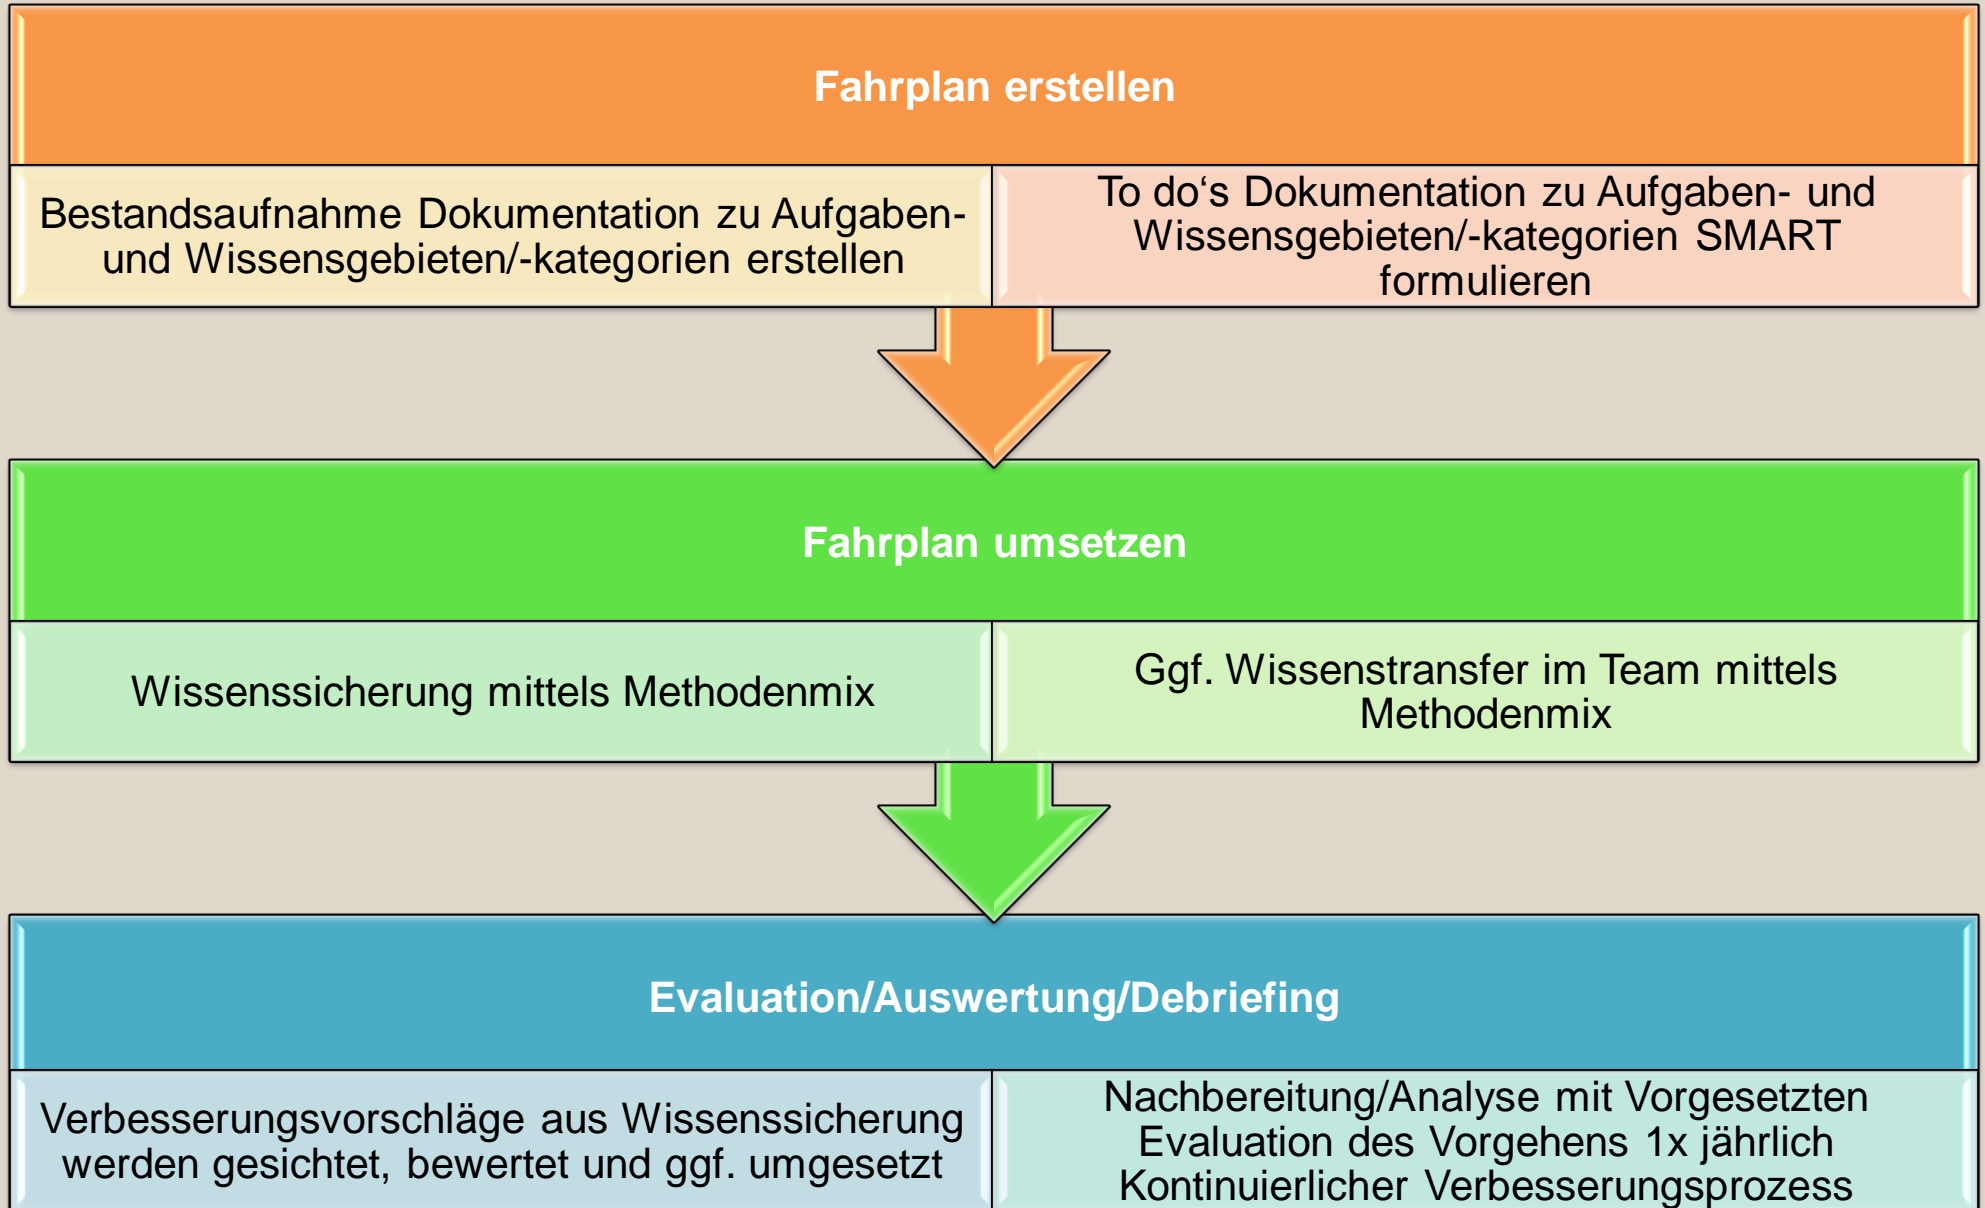 Fahrplan erstellen
Bestandsaufnahme Dokumentation zu Aufgaben-
und Wissensgebieten/-kategorien erstellen
To do‘s Dokumentation zu Aufgaben- und
Wissensgebieten/-kategorien SMART
formulieren
Fahrplan umsetzen
Wissenssicherung mittels Methodenmix
Ggf. Wissenstransfer im Team mittels
Methodenmix
Evaluation/Auswertung/Debriefing
Verbesserungsvorschläge aus Wissenssicherung
werden gesichtet, bewertet und ggf. umgesetzt
Nachbereitung/Analyse mit Vorgesetzten
Evaluation des Vorgehens 1x jährlich
Kontinuierlicher Verbesserungsprozess